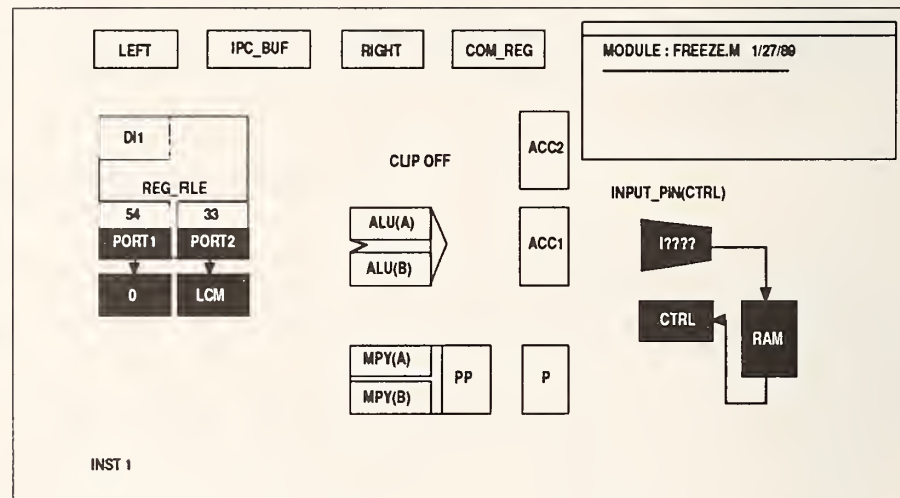 LEFT
IPC_BUF
RIGHT
COM_REG
MODULE : FREEZE.M 1/27/89
DI1
REG_FILE
54
33
PORT1
PORT2
0
LCM
CLIP OFF
ALU(A)
ALU(B)
ACC2
ACC1
MPY(A)
MPY(B)
PP
P
INPUT_PIN(CTRL)
I????
CTRL
RAM
INST 1